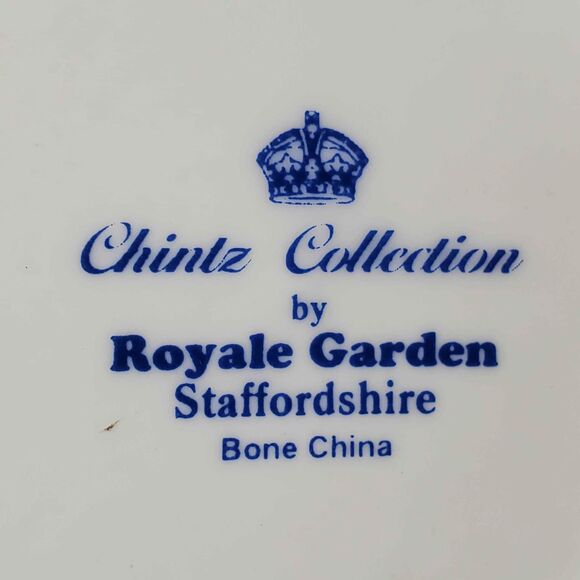 Chintz Collection
by
Royale Garden
Staffordshire
Bone China